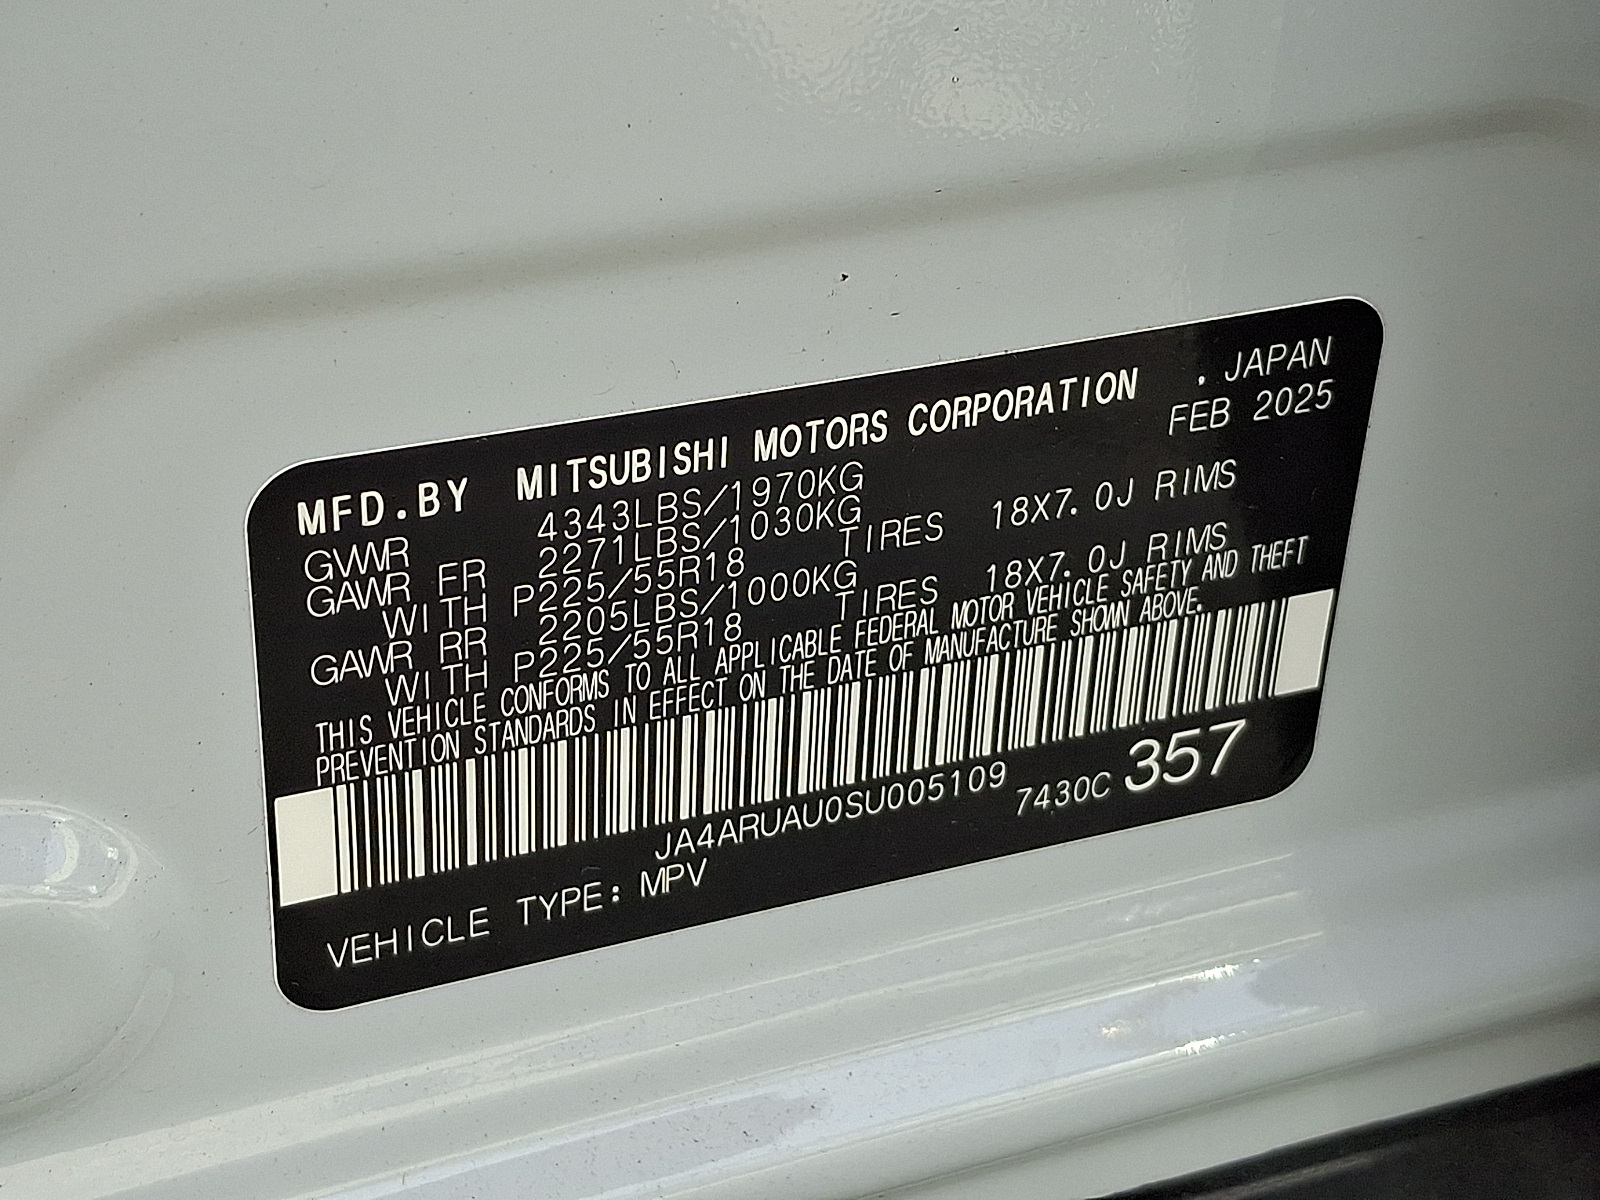 MFD.BY MITSUBISHI MOTORS CORPORATION . JAPAN
FEB 2025
GVWR 4343LBS/1970KG
GAWR FR 2271LBS/1030KG
WITH P225/55R18 TIRES 18X7.0J RIMS
GAWR RR 2205LBS/1000KG
WITH P225/55R18 TIRES 18X7.0J RIMS
THIS VEHICLE CONFORMS TO ALL APPLICABLE FEDERAL MOTOR VEHICLE SAFETY AND THEFT
PREVENTION STANDARDS IN EFFECT ON THE DATE OF MANUFACTURE SHOWN ABOVE.
JA4ARUAU0SU005109 7430C 357
VEHICLE TYPE: MPV